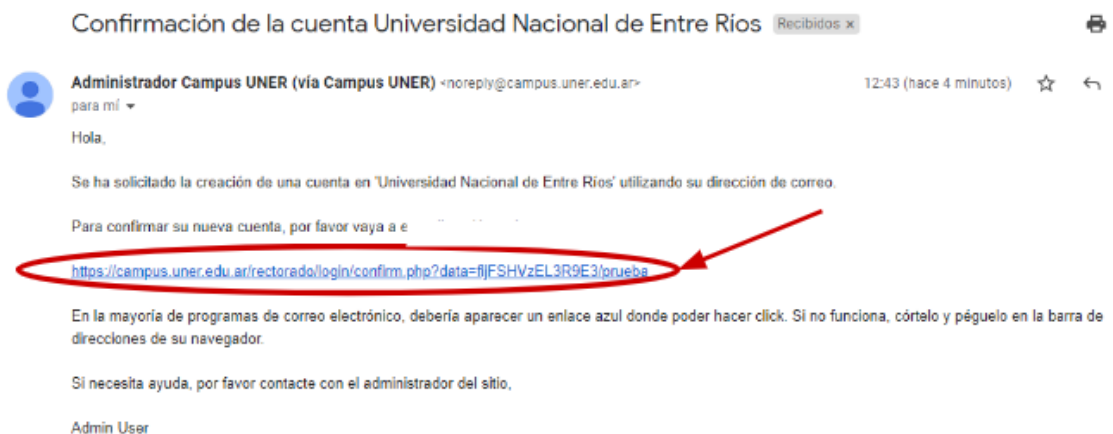 Confirmación de la cuenta Universidad Nacional de Entre Ríos Recibidos x
Administrador Campus UNER (vía Campus UNER) <noreply@campus.uner.edu.ar> 12:43 (hace 4 minutos)
para mí
Hola,
Se ha solicitado la creación de una cuenta en 'Universidad Nacional de Entre Ríos' utilizando su dirección de correo.
Para confirmar su nueva cuenta, por favor vaya a
https://campus.uner.edu.ar/rectorado/login/confirm.php?data=fljFSHVzEL3R9E3/prueba
En la mayoría de programas de correo electrónico, debería aparecer un enlace azul donde poder hacer click. Si no funciona, córtelo y péguelo en la barra de
direcciones de su navegador.
Si necesita ayuda, por favor contacte con el administrador del sitio,
Admin User